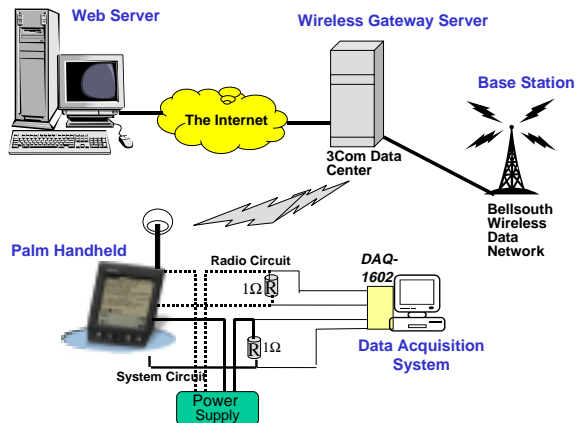 Web Server
Wireless Gateway Server
Base Station
The Internet
3Com Data
Center
Bellsouth
Wireless
Data
Network
Palm Handheld
Radio Circuit
DAQ-
1602
1Ω
R
R
1Ω
Data Acquisition
System
System Circuit
Power
Supply